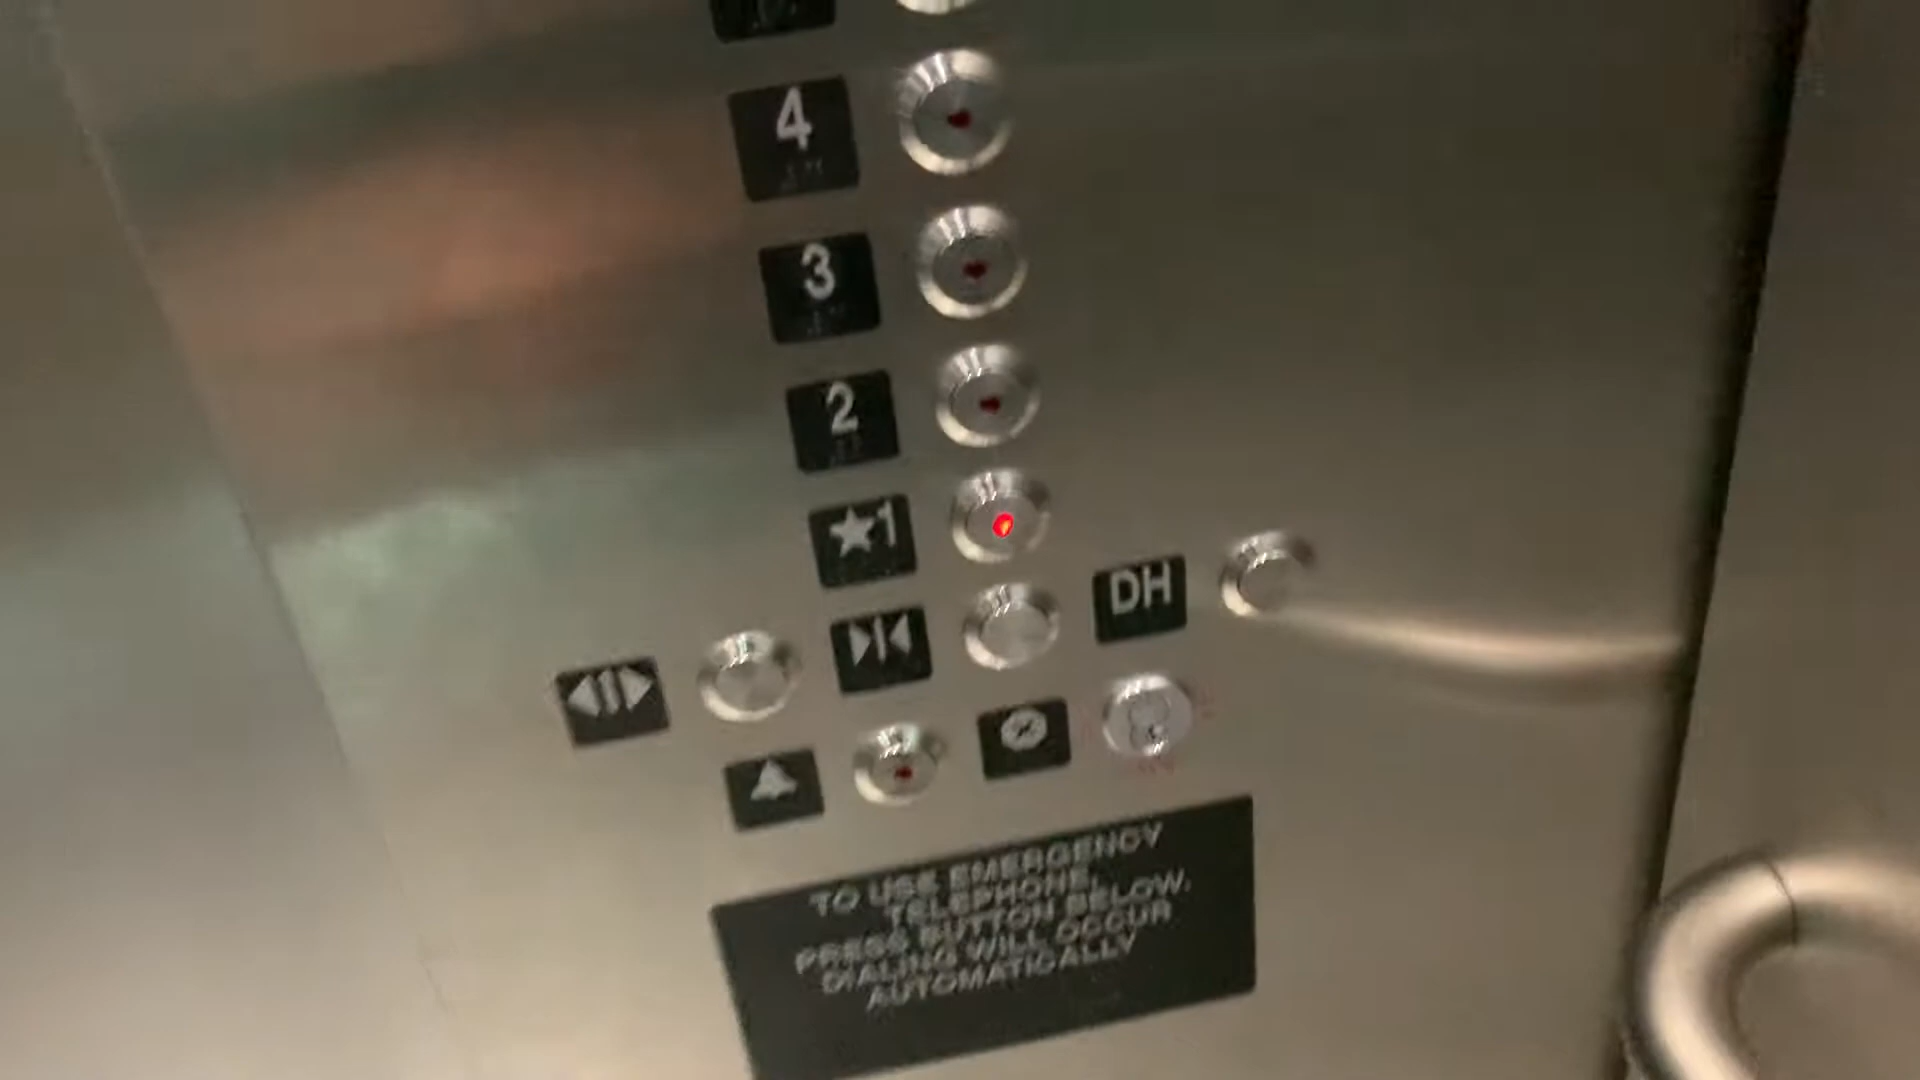 4
3
2
★1
DH
TO USE EMERGENCY
TELEPHONE,
PRESS BUTTON BELOW.
DIALING WILL OCCUR
AUTOMATICALLY